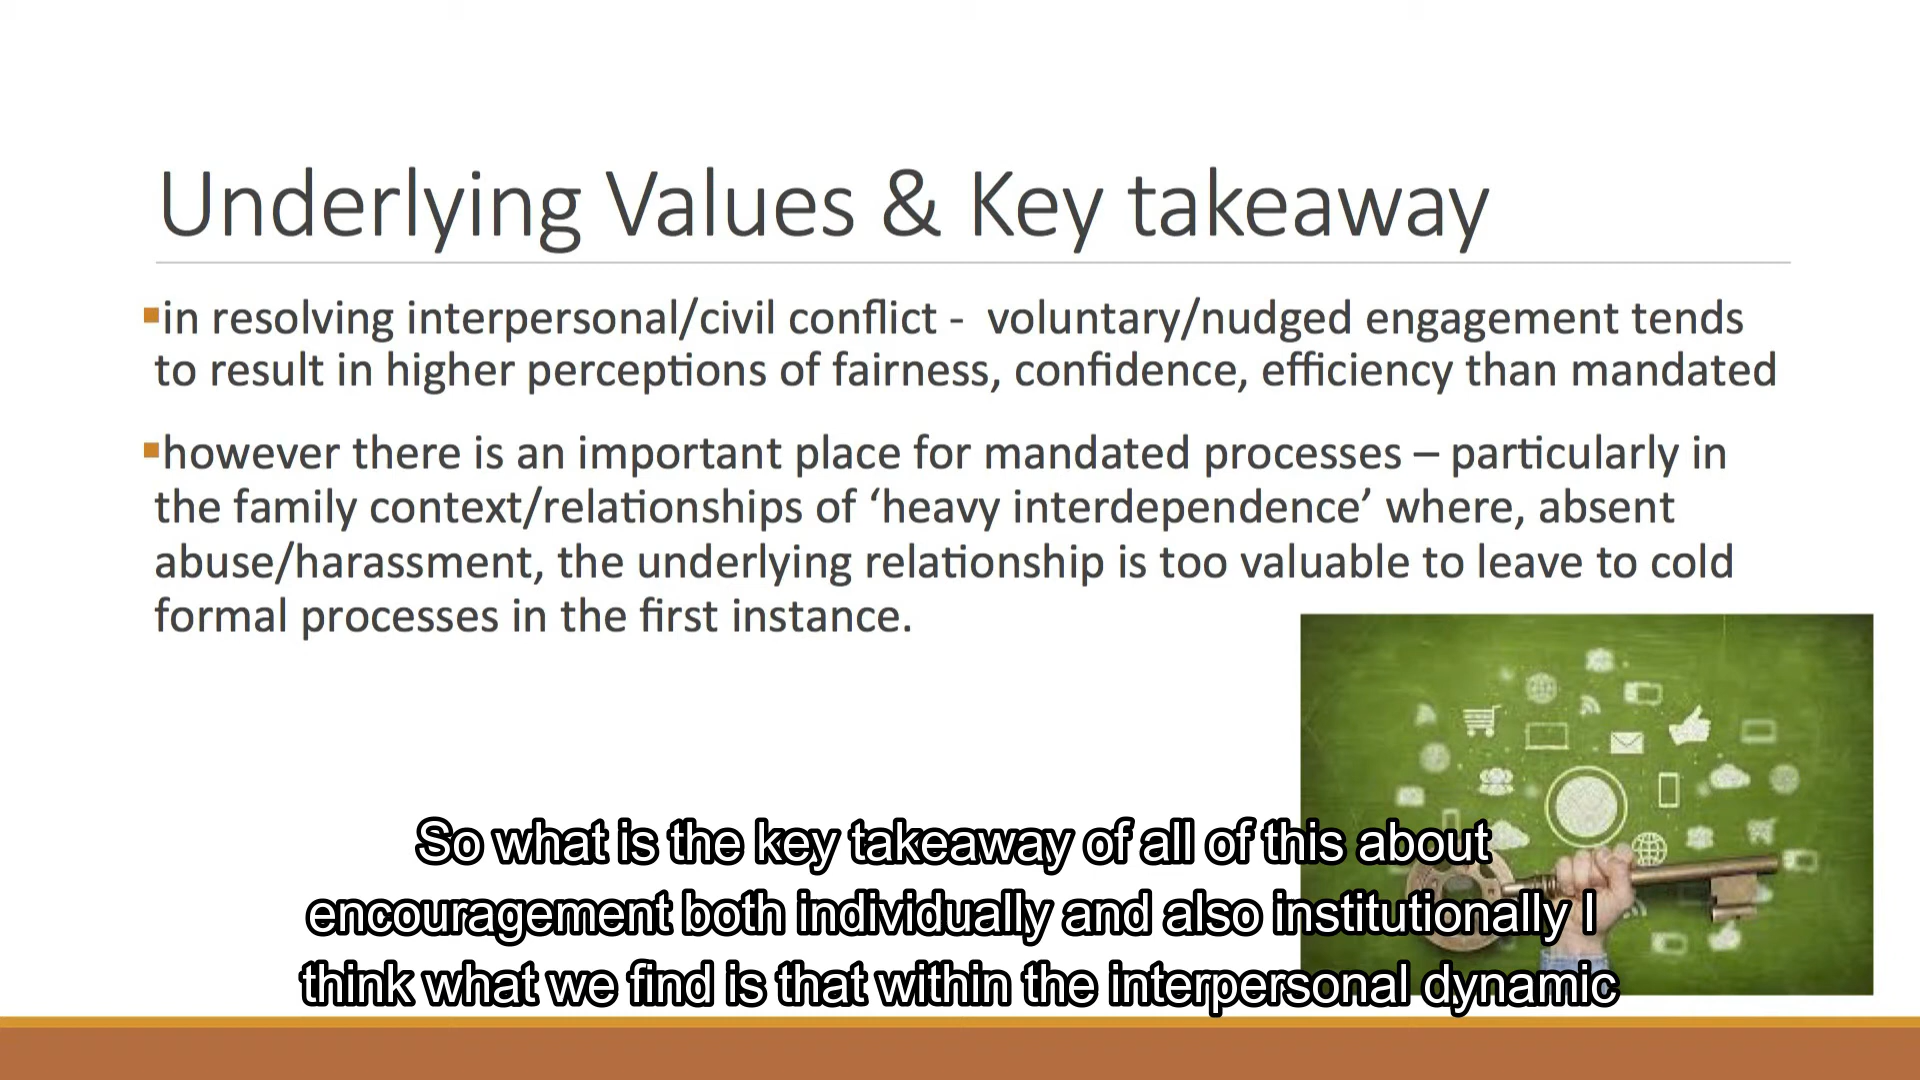 Underlying Values & Key takeaway
▪in resolving interpersonal/civil conflict -  voluntary/nudged engagement tends
to result in higher perceptions of fairness, confidence, efficiency than mandated
▪however there is an important place for mandated processes – particularly in
the family context/relationships of ‘heavy interdependence’ where, absent
abuse/harassment, the underlying relationship is too valuable to leave to cold
formal processes in the first instance.
So what is the key takeaway of all of this about
encouragement both individually and also institutionally I
think what we find is that within the interpersonal dynamic